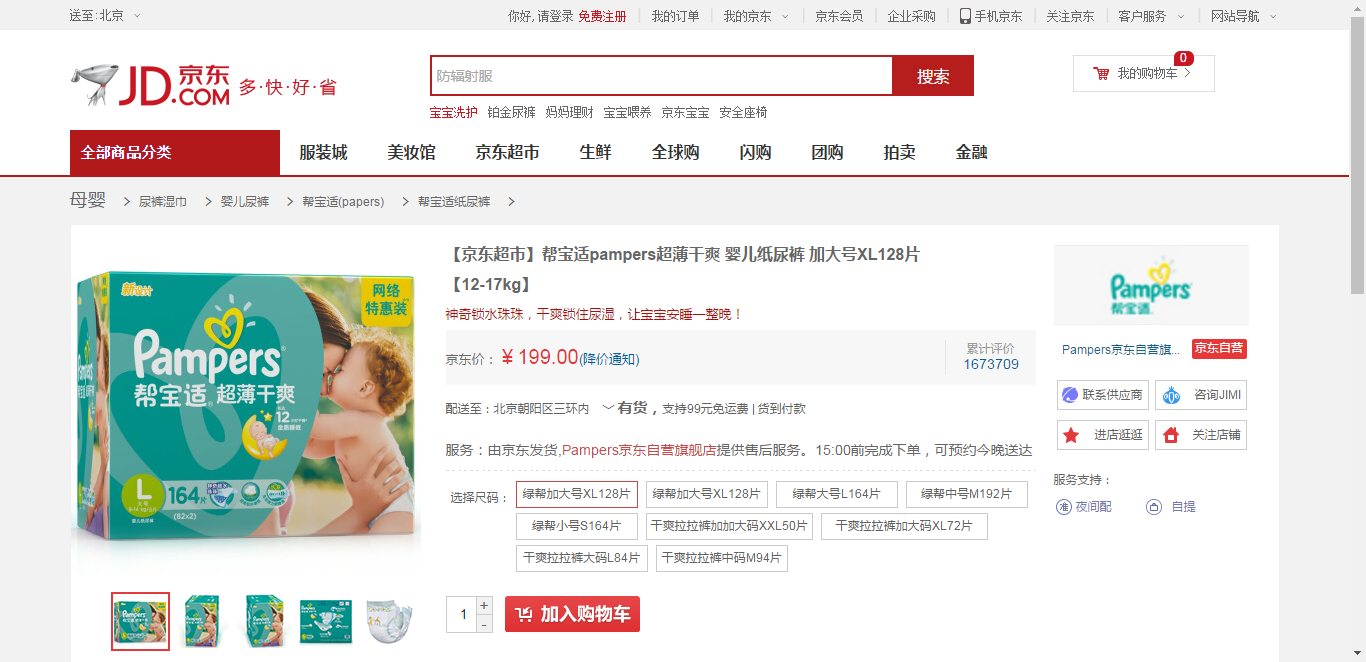 送至:北京
你好, 请登录 免费注册 我的订单 我的京东 京东会员 企业采购 手机京东 关注京东 客户服务 网站导航
JD.COM 京东 多·快·好·省
防辐射服 搜索
0
我的购物车
宝宝洗护 铂金尿裤 妈妈理财 宝宝喂养 京东宝宝 安全座椅
全部商品分类 服装城 美妆馆 京东超市 生鲜 全球购 闪购 团购 拍卖 金融
母婴 > 尿裤湿巾 > 婴儿尿裤 > 帮宝适(papers) > 帮宝适纸尿裤 >
新设计
网络
特惠装
Pampers
帮宝适 超薄干爽
12
L
164片
(82x2)
【京东超市】帮宝适pampers超薄干爽 婴儿纸尿裤 加大号XL128片
【12-17kg】
神奇锁水珠珠，干爽锁住尿湿，让宝宝安睡一整晚！
京东价： ¥ 199.00(降价通知)
累计评价
1673709
配送至：北京朝阳区三环内 有货，支持99元免运费 | 货到付款
服务：由京东发货,Pampers京东自营旗舰店提供售后服务。15:00前完成下单，可预约今晚送达
选择尺码： 绿帮加大号XL128片 绿帮加大号XL128片 绿帮大号L164片 绿帮中号M192片
绿帮小号S164片 干爽拉拉裤加加大码XXL50片 干爽拉拉裤加加大码XL72片
干爽拉拉裤大码L84片 干爽拉拉裤中码M94片
1 + - 加入购物车
Pampers
帮宝适
Pampers京东自营旗... 京东自营
联系供应商 咨询JIMI
进店逛逛 关注店铺
服务支持：
准 夜间配 自提